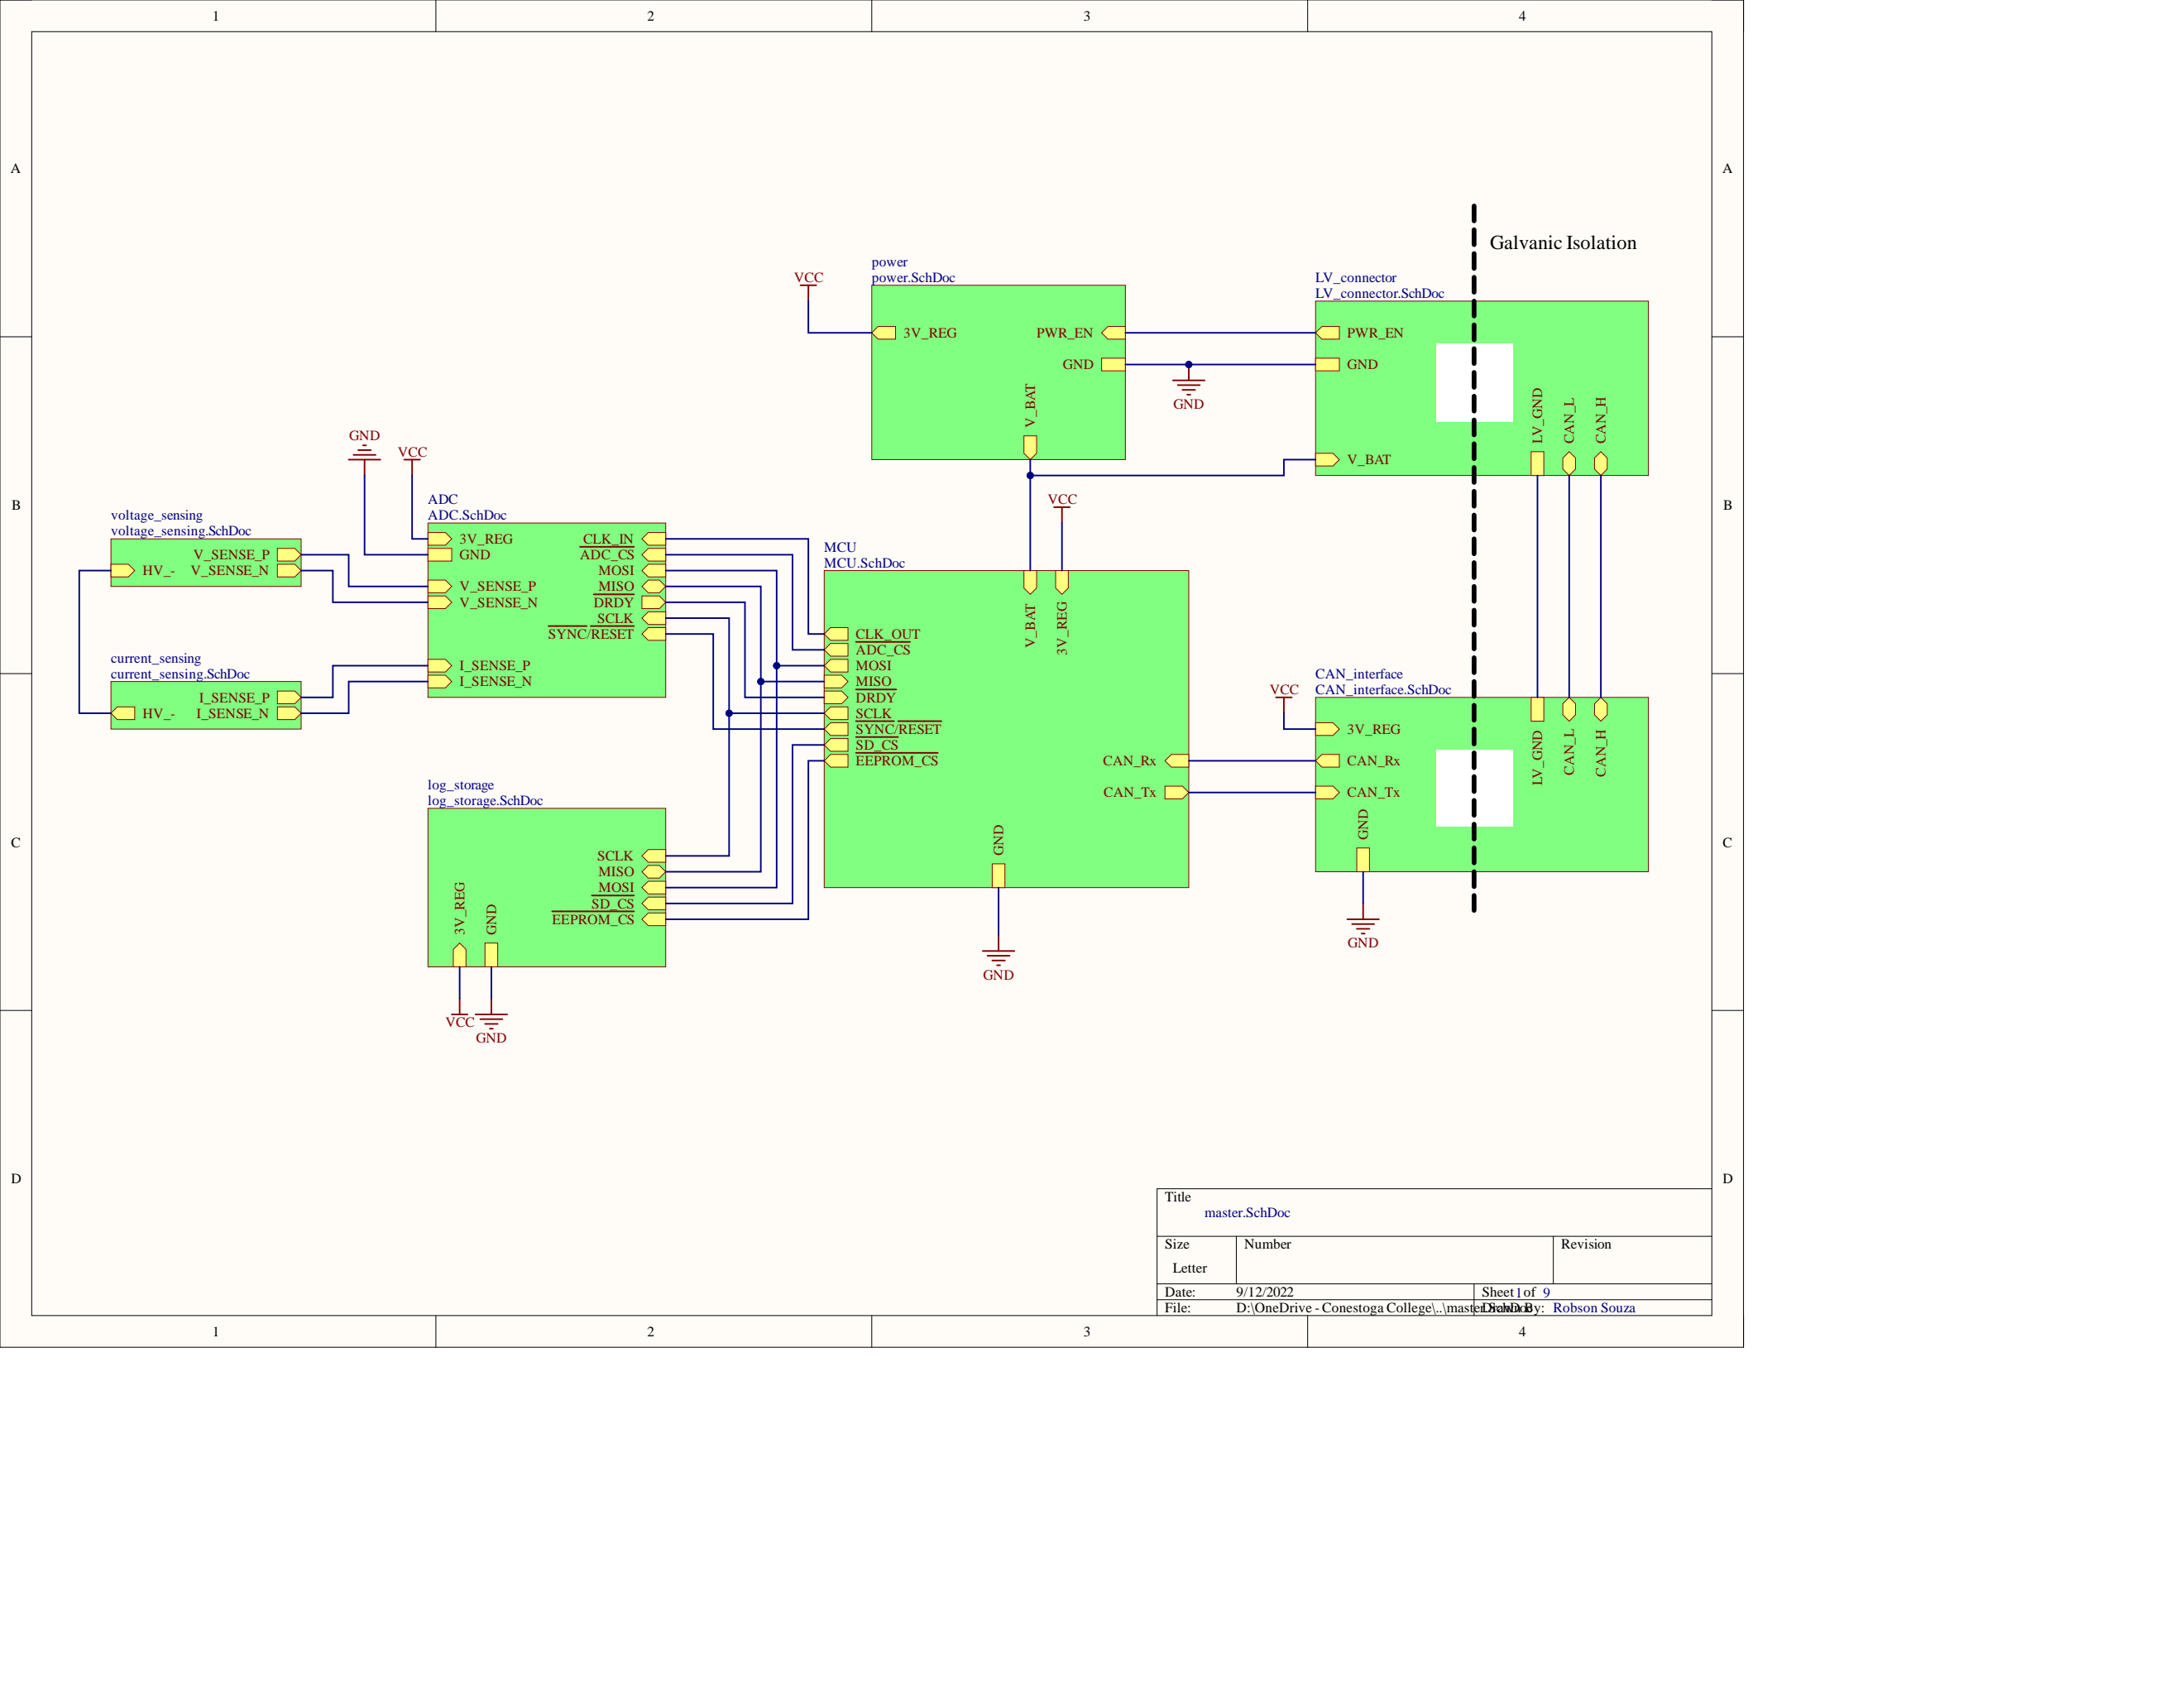 1 2 3 4
A A
Galvanic Isolation
power
power.SchDoc
VCC
LV_connector
LV_connector.SchDoc
3V_REG PWR_EN
PWR_EN
GND
GND
GND
V_BAT
V_BAT
LV_GND
CAN_L
CAN_H
GND
VCC
VCC
B B
ADC
ADC.SchDoc
voltage_sensing
voltage_sensing.SchDoc
V_SENSE_P
HV_- V_SENSE_N
3V_REG CLK_IN
GND ADC_CS
MOSI
V_SENSE_P MISO
V_SENSE_N DRDY
SCLK
SYNC/RESET
I_SENSE_P
I_SENSE_N
MCU
MCU.SchDoc
V_BAT
3V_REG
CLK_OUT
ADC_CS
MOSI
MISO
DRDY
SCLK
SYNC/RESET
SD_CS
EEPROM_CS
CAN_Rx
CAN_Tx
GND
GND
current_sensing
current_sensing.SchDoc
I_SENSE_P
HV_- I_SENSE_N
CAN_interface
CAN_interface.SchDoc
VCC
3V_REG
CAN_Rx
CAN_Tx
LV_GND
CAN_L
CAN_H
GND
GND
C C
log_storage
log_storage.SchDoc
SCLK
MISO
MOSI
SD_CS
EEPROM_CS
3V_REG
GND
VCC
GND
D D
Title
master.SchDoc
Size Number Revision
Letter
Date: 9/12/2022 Sheet 1 of 9
File: D:\OneDrive - Conestoga College\..\master.SchDoc Drawn By: Robson Souza
1 2 3 4